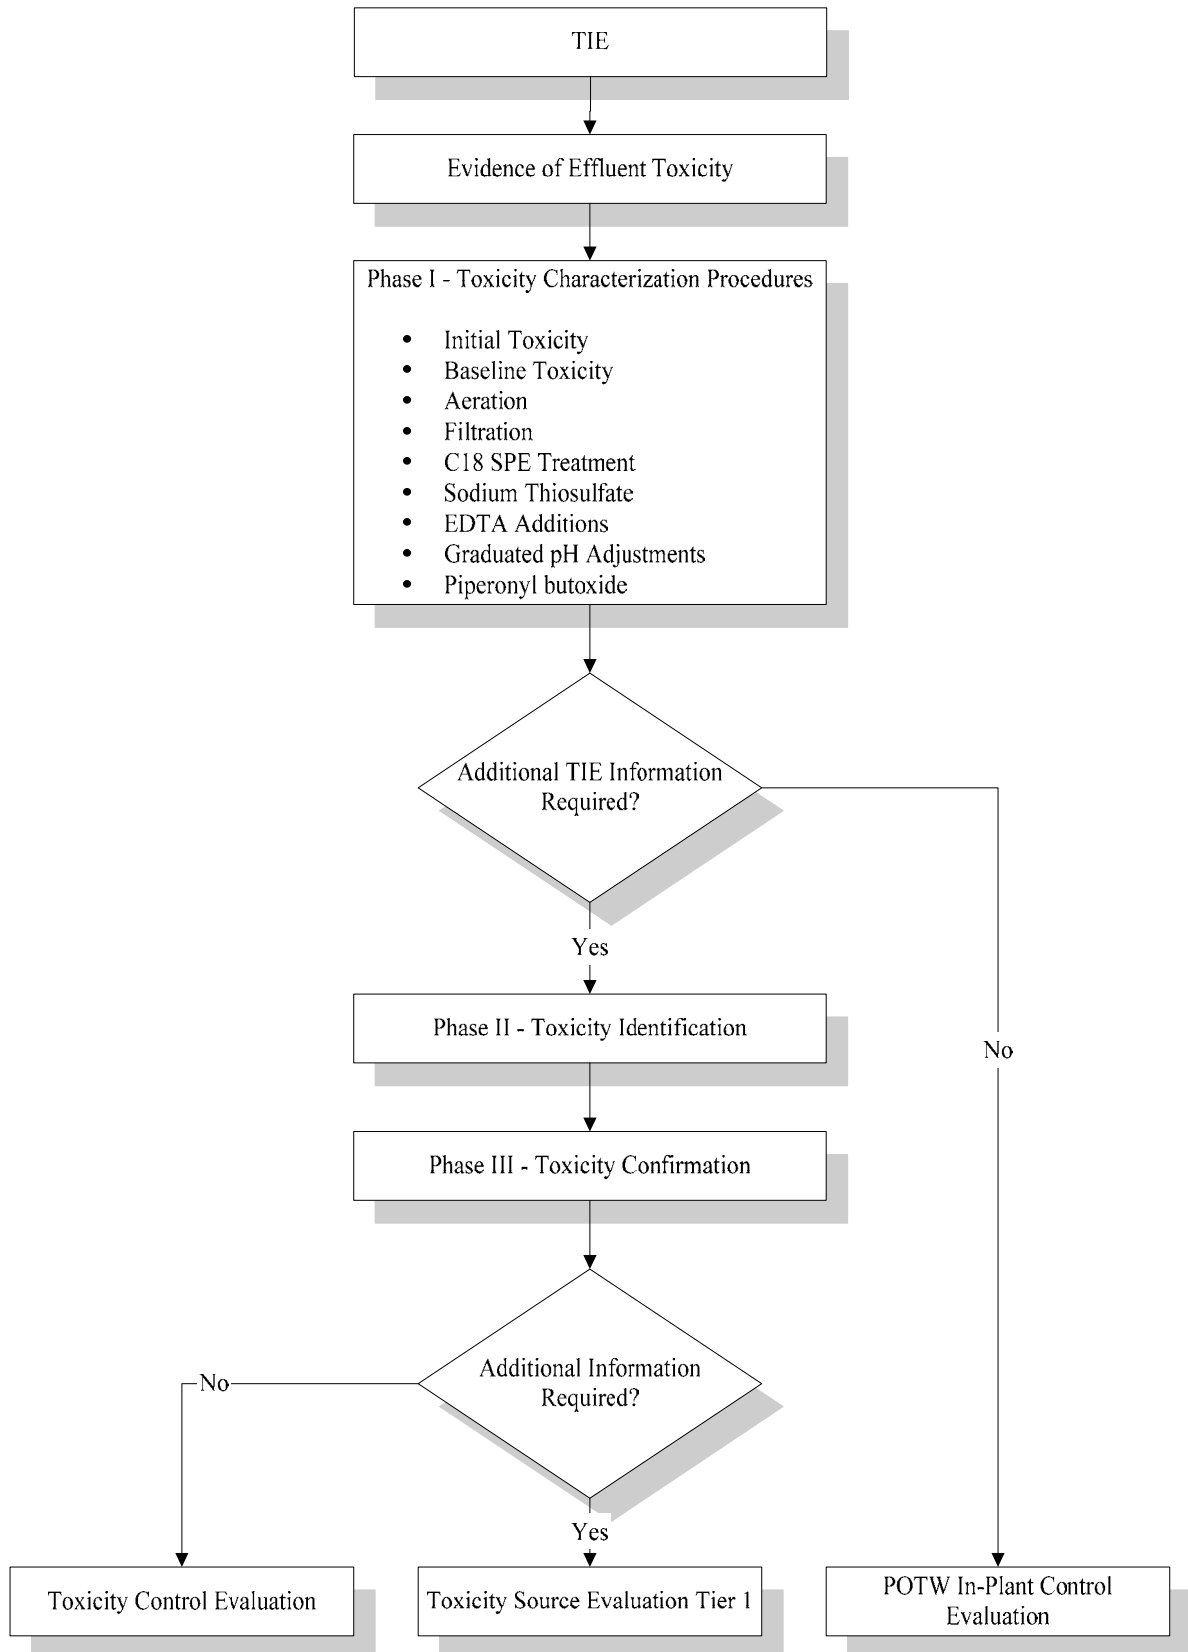 TIE
Evidence of Effluent Toxicity
Phase I - Toxicity Characterization Procedures
• Initial Toxicity
• Baseline Toxicity
• Aeration
• Filtration
• C18 SPE Treatment
• Sodium Thiosulfate
• EDTA Additions
• Graduated pH Adjustments
• Piperonyl butoxide
Additional TIE Information
Required?
Yes
Phase II - Toxicity Identification
No
Phase III - Toxicity Confirmation
Additional Information
Required?
No
Yes
Toxicity Control Evaluation
Toxicity Source Evaluation Tier 1
POTW In-Plant Control
Evaluation